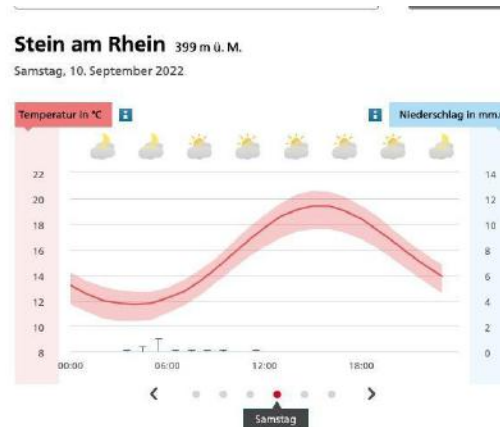 Stein am Rhein 399 m ü. M.
Samstag, 10. September 2022
Temperatur in °C
Niederschlag in mm
22
20
18
16
14
12
10
8
14
12
10
8
6
4
2
0
00:00 06:00 12:00 18:00
Samstag